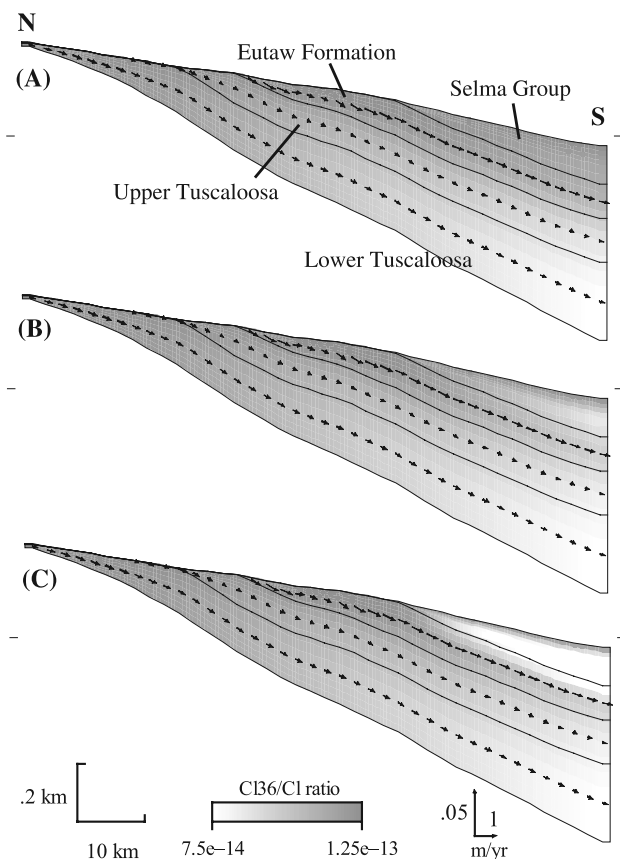 N
(A)
Eutaw Formation
Selma Group
S
Upper Tuscaloosa
Lower Tuscaloosa
(B)
(C)
.2 km
10 km
Cl36/Cl ratio
7.5e–14
1.25e–13
.05
1
m/yr